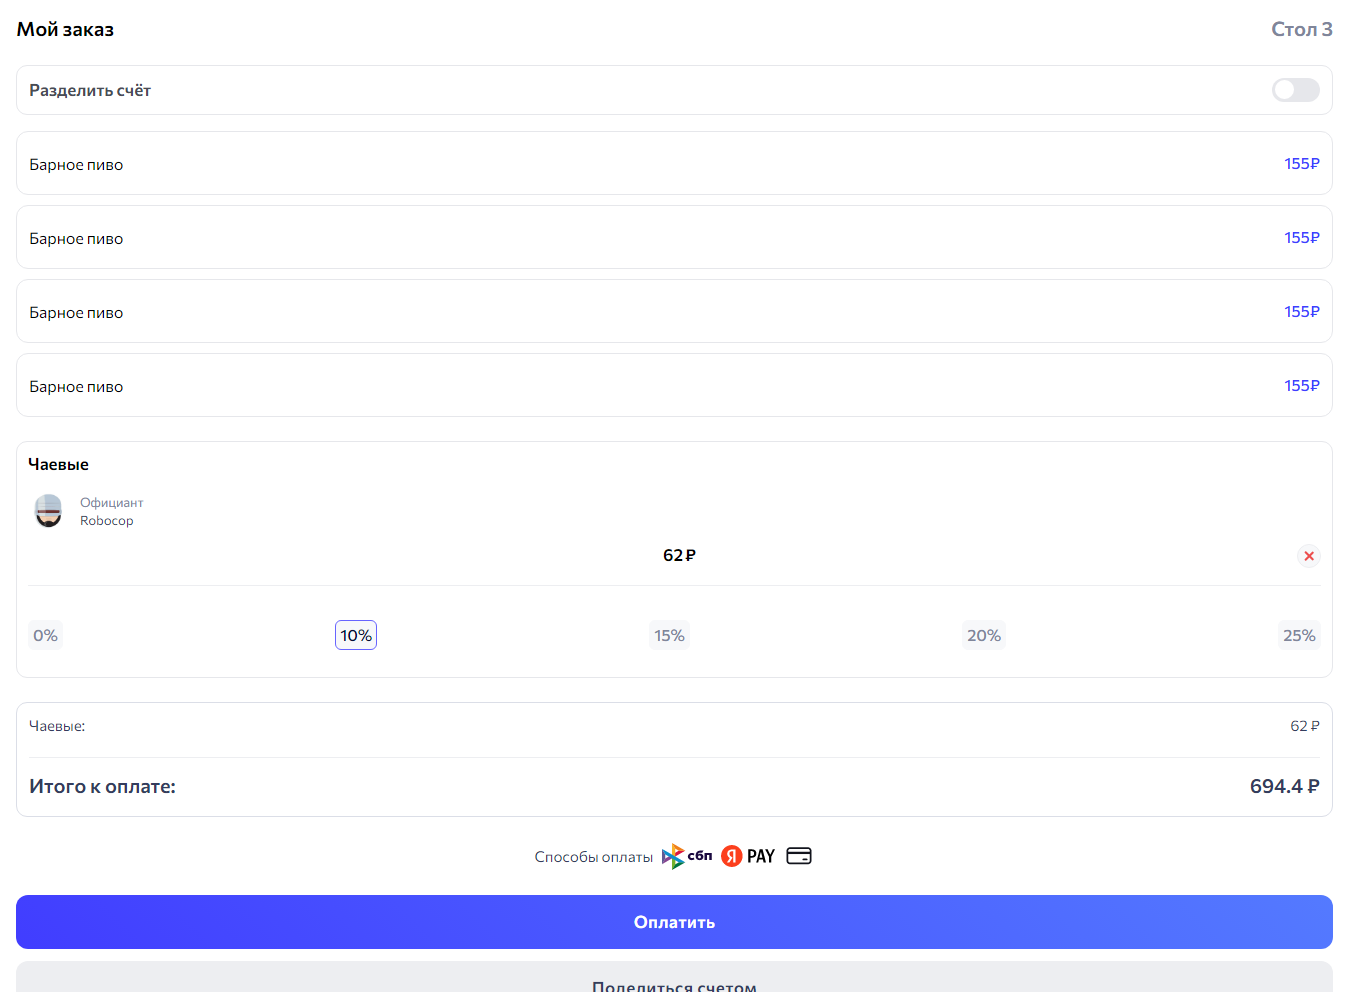 Мой заказ
Стол 3
Разделить счёт
Барное пиво 155₽
Барное пиво 155₽
Барное пиво 155₽
Барное пиво 155₽
Чаевые
Официант
Robocop
62 ₽
0% 10% 15% 20% 25%
Чаевые: 62 ₽
Итого к оплате: 694.4 ₽
Способы оплаты сбп Я PAY
Оплатить
Поделиться счетом